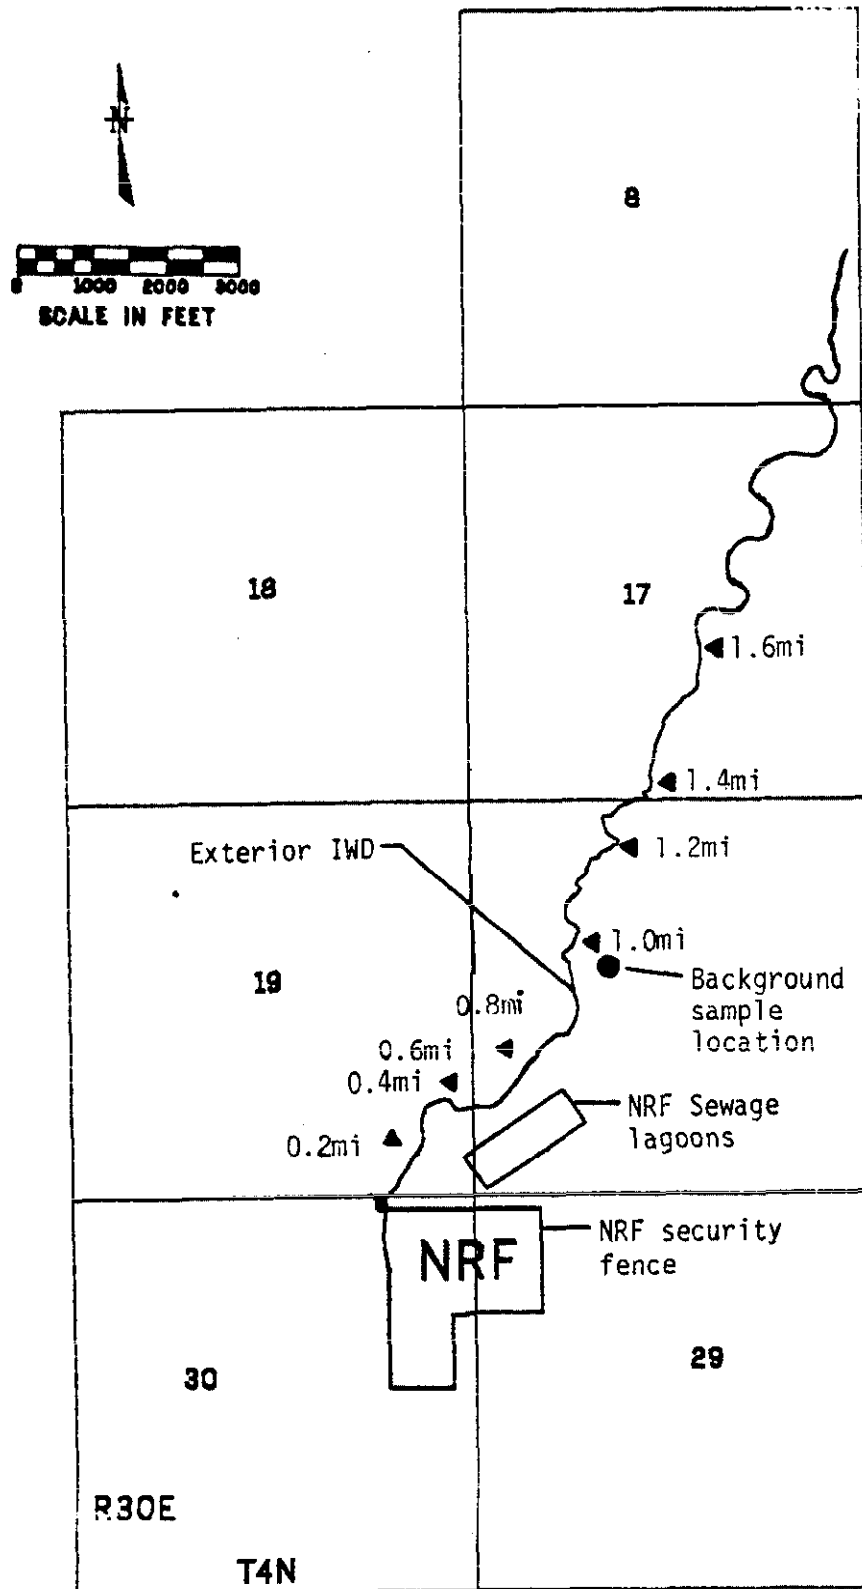 N
8
0 1000 2000 3000
SCALE IN FEET
18
17
1.6mi
1.4mi
Exterior IWD
1.2mi
1.0mi
19
Background
sample
location
0.8mi
0.6mi
0.4mi
NRF Sewage
lagoons
0.2mi
NRF security
fence
NRF
30
29
R30E
T4N